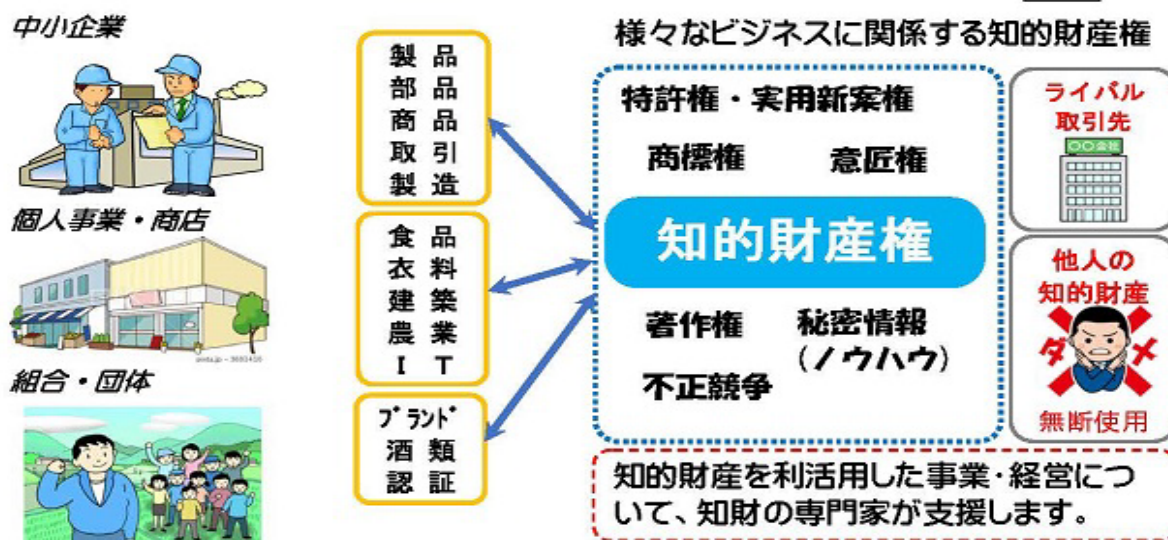 中小企業
個人事業・商店
組合・団体
製品
部品
商品
取引
製造
食品
衣料
建築
農業
IT
ブランド
酒類
認証
様々なビジネスに関係する知的財産権
特許権・実用新案権
商標権
意匠権
知的財産権
著作権
秘密情報
(ノウハウ)
不正競争
ライバル
取引先
〇〇会社
他人の
知的財産
ダメ
無断使用
知的財産を利活用した事業・経営につ
いて、知財の専門家が支援します。